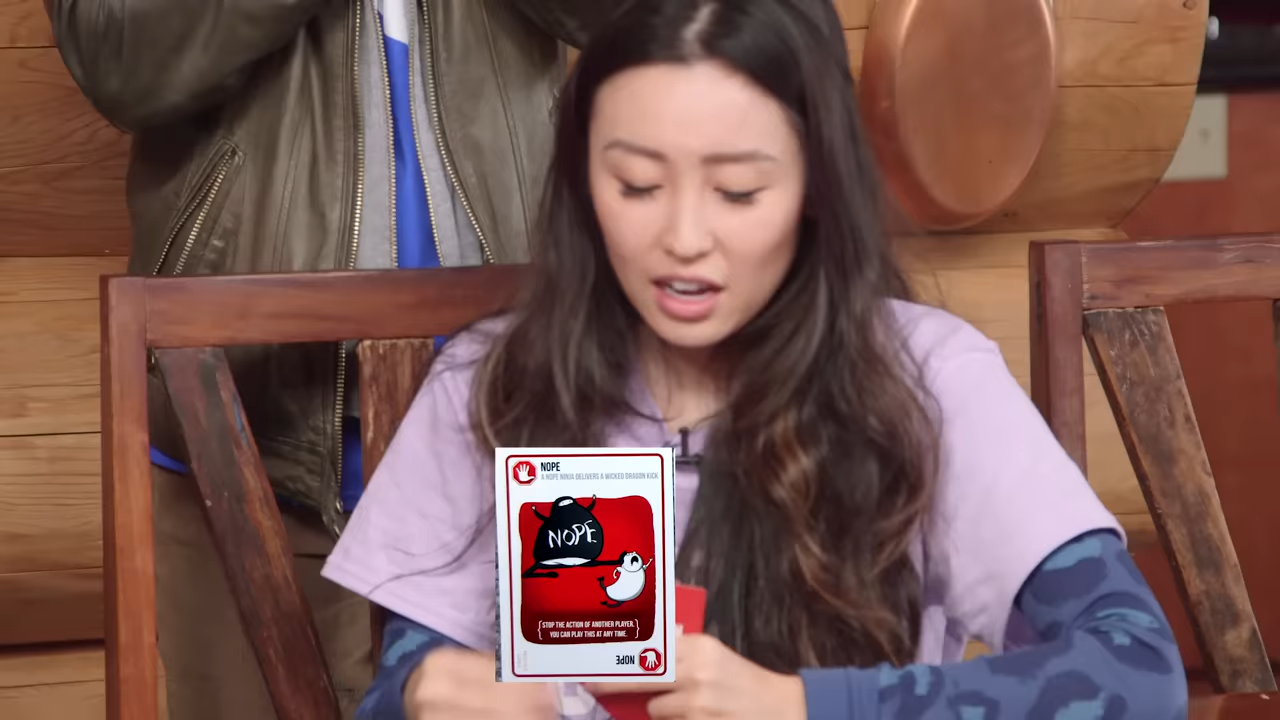 NOPE
A NOPE NINJA DELIVERS A WICKED DRAGON KICK
NOPE
STOP THE ACTION OF ANOTHER PLAYER.
YOU CAN PLAY THIS AT ANY TIME.
NOPE